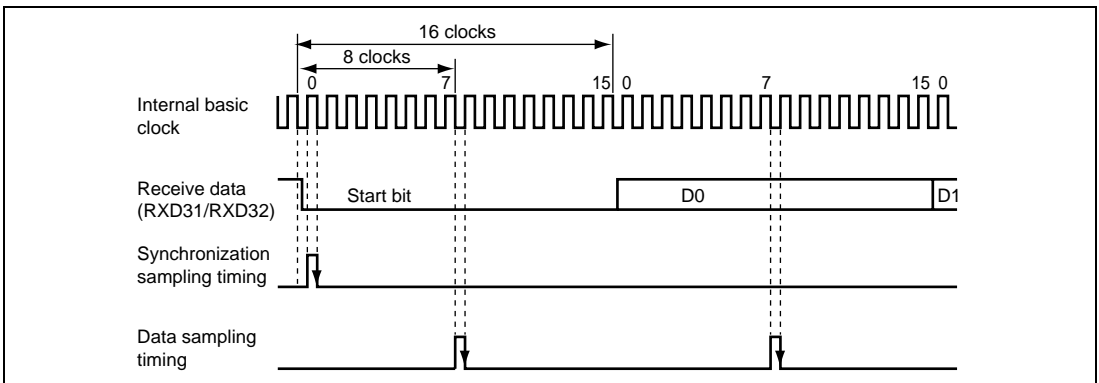 16 clocks
8 clocks
0 7 15 0 7 15 0
Internal basic
clock
Receive data
(RXD31/RXD32)
Start bit D0 D1
Synchronization
sampling timing
Data sampling
timing